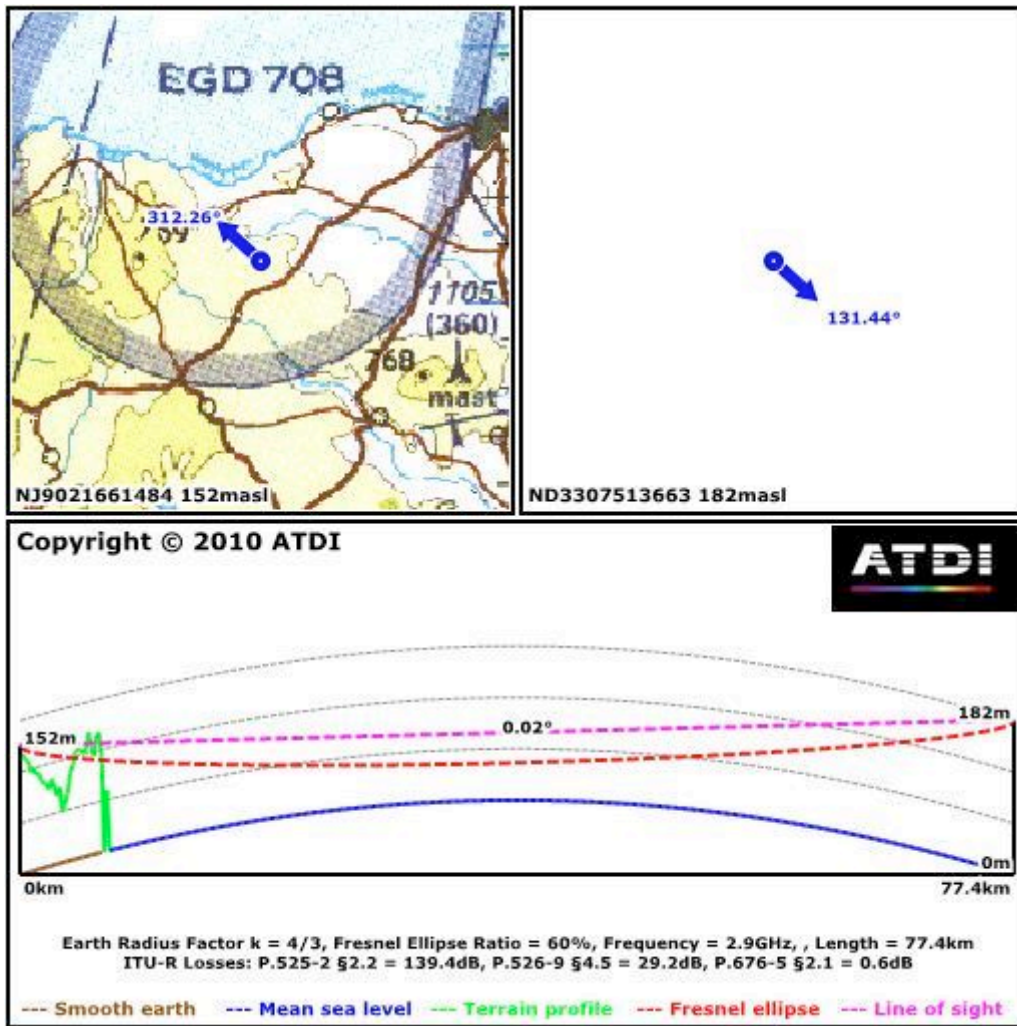 EGD 708
312.26°
1105
(360)
768
mast
NJ9021661484 152masl
131.44°
ND3307513663 182masl
Copyright © 2010 ATDI
ATDI
152m
0.02°
182m
0m
0km
77.4km
Earth Radius Factor k = 4/3, Fresnel Ellipse Ratio = 60%, Frequency = 2.9GHz, , Length = 77.4km
ITU-R Losses: P.525-2 §2.2 = 139.4dB, P.526-9 §4.5 = 29.2dB, P.676-5 §2.1 = 0.6dB
--- Smooth earth --- Mean sea level --- Terrain profile --- Fresnel ellipse --- Line of sight